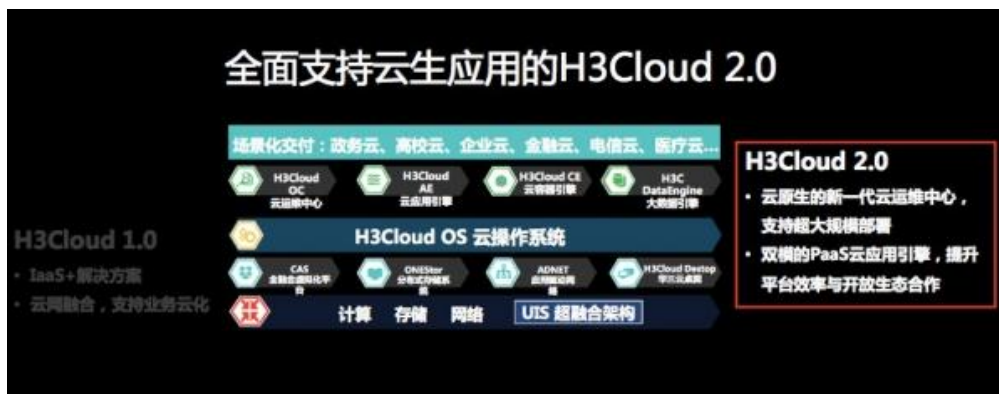 全面支持云生应用的H3Cloud 2.0
场景化交付：政务云、高校云、企业云、金融云、电信云、医疗云...
H3Cloud
OC
云运维中心
H3Cloud
AE
云应用引擎
H3Cloud CE
云容器引擎
H3C
DataEngine
大数据引擎
H3Cloud OS 云操作系统
CAS
ONEStor
ADNET
H3Cloud Destop
学云云桌面
计算 存储 网络 UIS 超融合架构
H3Cloud 1.0
• IaaS+解决方案
• 云网融合，支持业务云化
H3Cloud 2.0
• 云原生的新一代云运维中心，
支持超大规模部署
• 双模的PaaS云应用引擎，提升
平台效率与开放生态合作